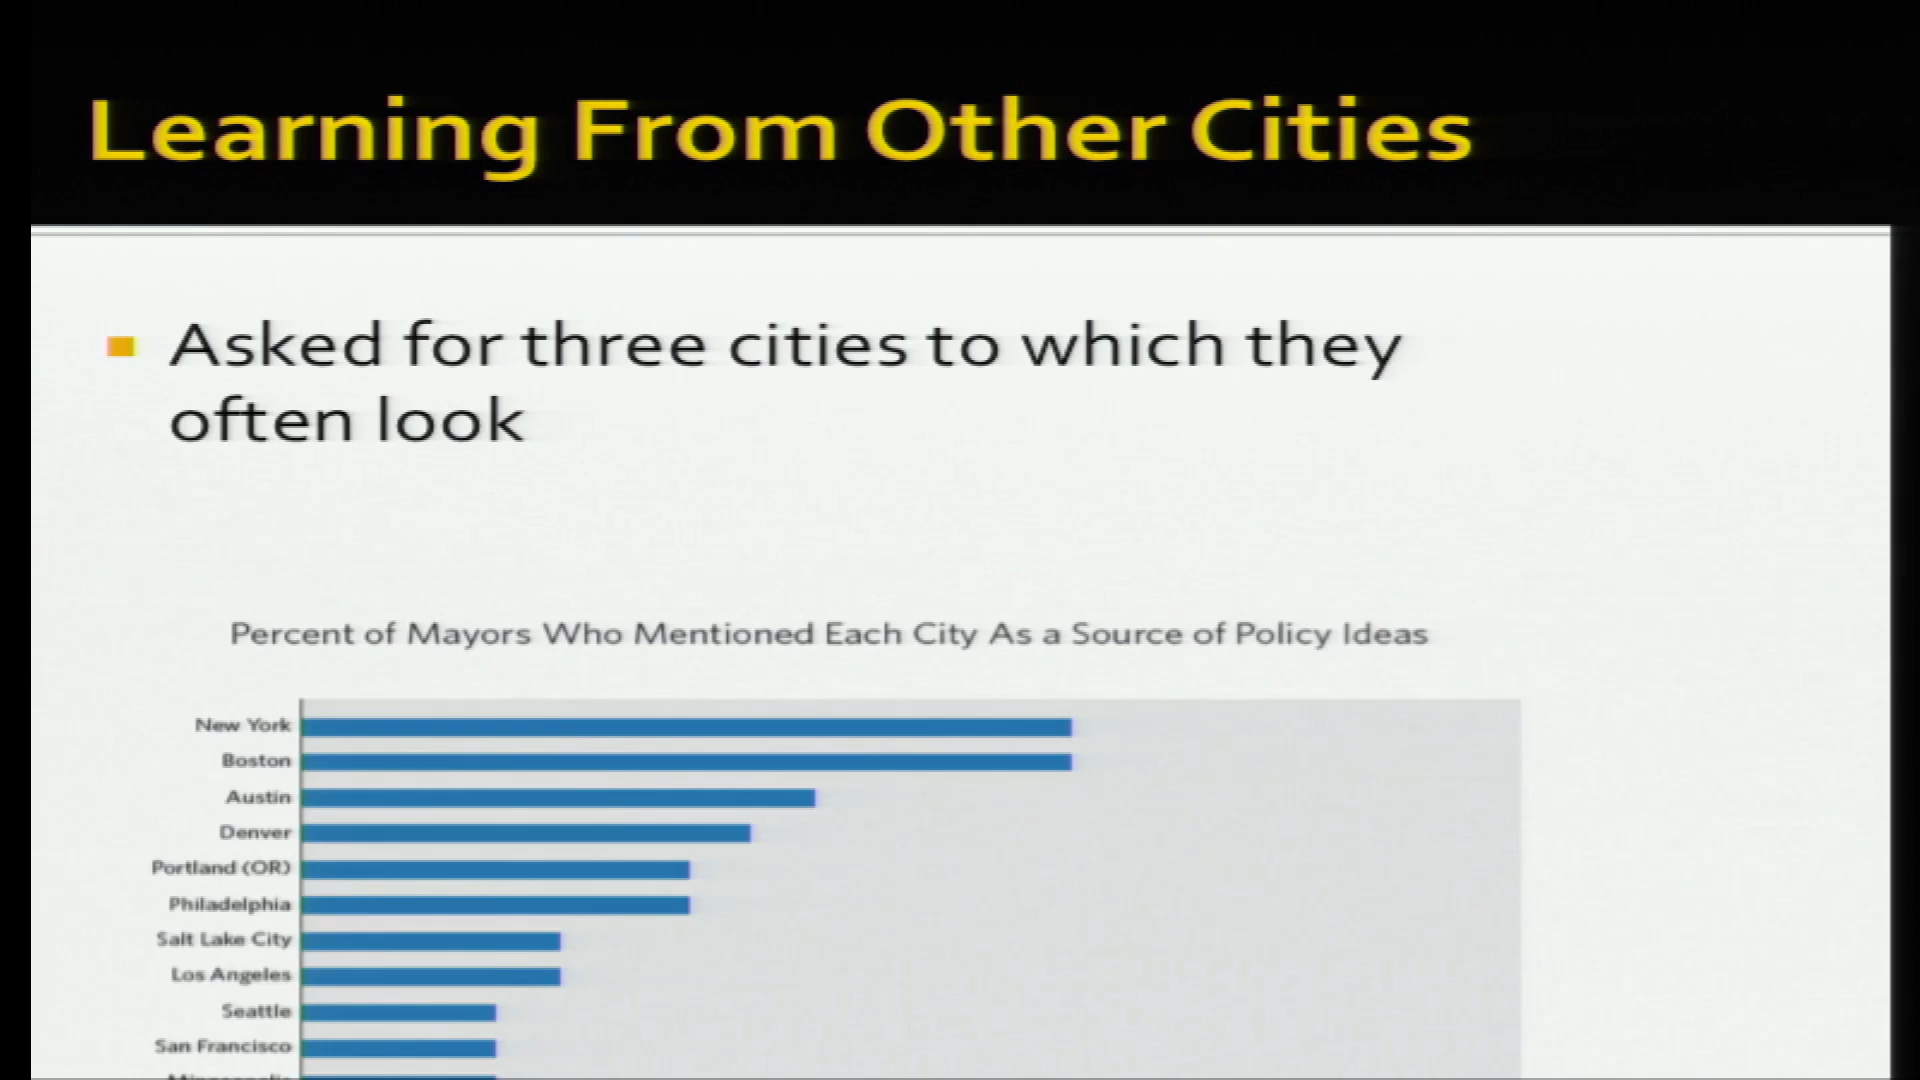 Learning From Other Cities
Asked for three cities to which they
often look
Percent of Mayors Who Mentioned Each City As a Source of Policy Ideas
New York
Boston
Austin
Denver
Portland (OR)
Philadelphia
Salt Lake City
Los Angeles
Seattle
San Francisco